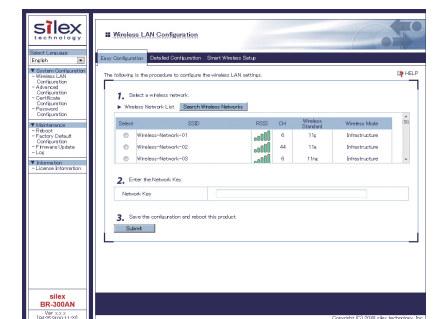 silex
technology
Select Language
English
▼ System Configuration
- Wireless LAN
Configuration
- Advanced
Configuration
- Certificate
Configuration
- Password
Configuration
▼ Maintenance
- Reboot
- Factory Default
Configuration
- Firmware Update
- Log
▼ Information
- License Information
silex
BR-300AN
Ver x.x.x
Wireless LAN Configuration
Easy Configuration Detailed Configuration Smart Wireless Setup
HELP
The following is the procedure to configure the wireless LAN settings.
1. Select a wireless network.
► Wireless Network List Search Wireless Networks
Select SSID RSSI CH Wireless Standard Wireless Mode
Wireless-Network-01 6 11g Infrastructure
Wireless-Network-02 44 11a Infrastructure
Wireless-Network-03 6 11ng Infrastructure
2. Enter the Network Key
Network Key
3. Save the configuration and reboot this product.
Submit
silex technology, Inc.